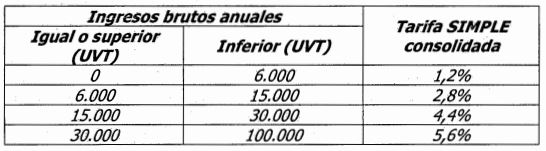 Ingresos brutos anuales
Tarifa SIMPLE
consolidada
Igual o superior
(UVT)
Inferior (UVT)
0 6.000 1,2%
6.000 15.000 2,8%
15.000 30.000 4,4%
30.000 100.000 5,6%